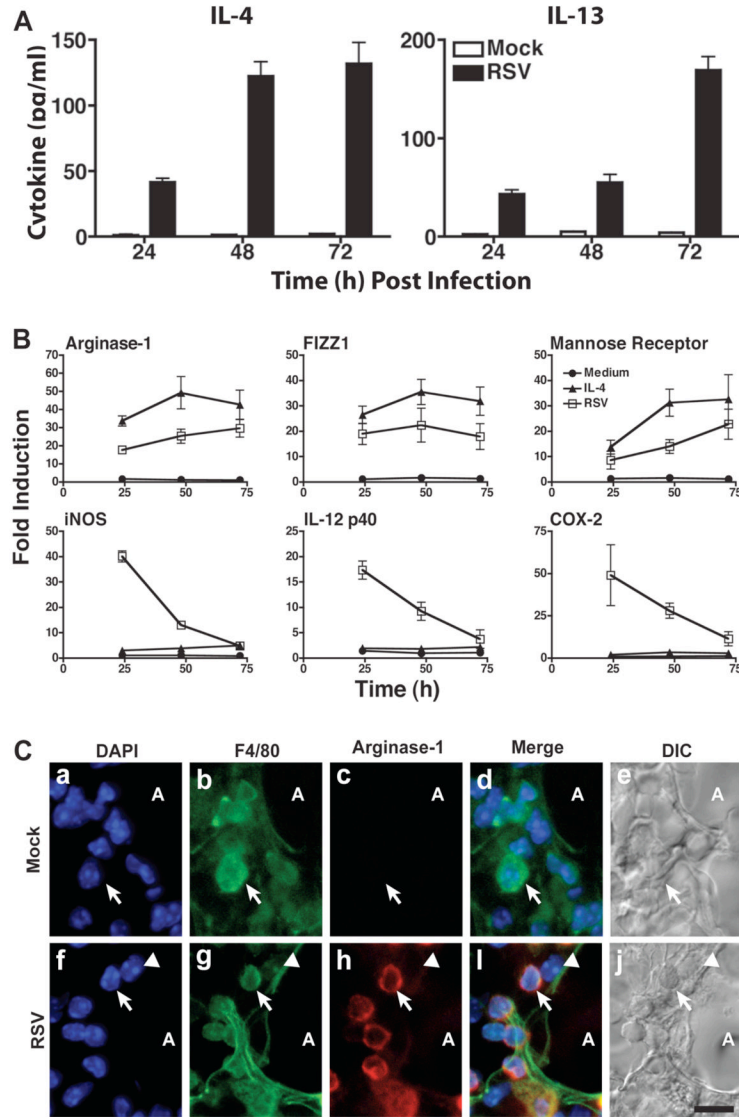 A
IL-4
IL-13
Cytokine (pg/ml)
150
100
50
0
24
48
72
200
100
0
24
48
72
Mock
RSV
Time (h) Post Infection
B
Fold Induction
Arginase-1
70
60
50
40
30
20
10
0
0
25
50
75
FIZZ1
50
40
30
20
10
0
0
25
50
75
Mannose Receptor
50
40
30
20
10
0
0
25
50
75
Medium
IL-4
RSV
iNOS
50
40
30
20
10
0
0
25
50
75
IL-12 p40
25
20
15
10
5
0
0
25
50
75
COX-2
75
50
25
0
0
25
50
75
Time (h)
C
DAPI
F4/80
Arginase-1
Merge
DIC
Mock
a
A
b
A
c
A
d
A
e
A
RSV
f
A
g
A
h
A
I
A
j
A